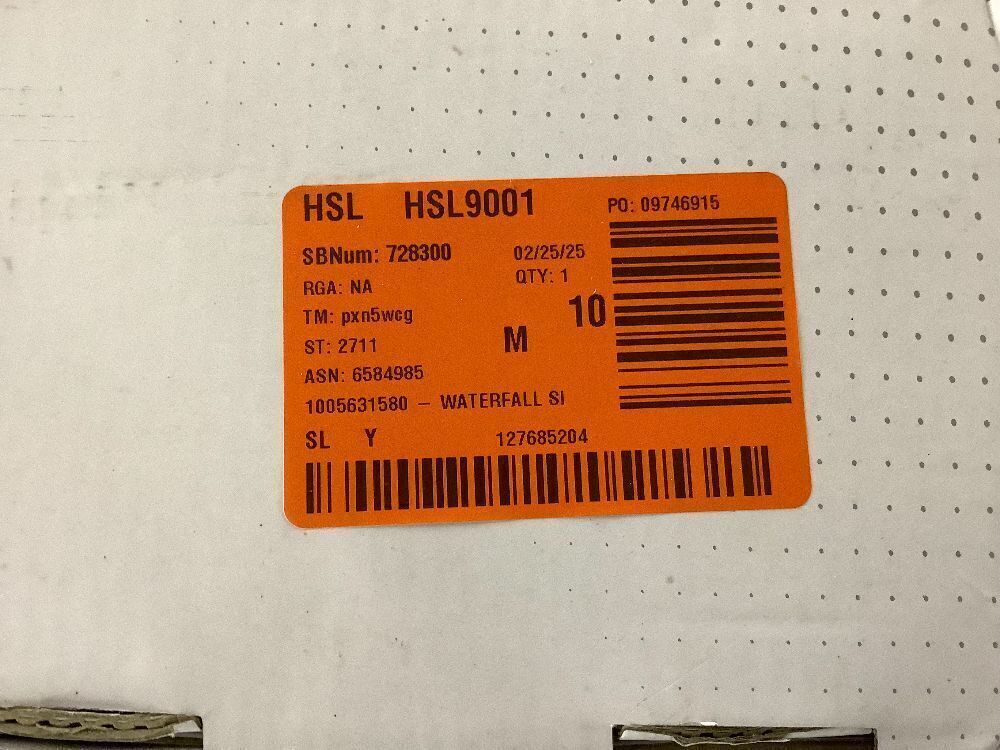 HSL HSL9001 PO: 09746915
SBNum: 728300 02/25/25
RGA: NA QTY: 1
TM: pxn5wcg 10
ST: 2711 M
ASN: 6584985
1005631580 – WATERFALL SI
SL Y 127685204